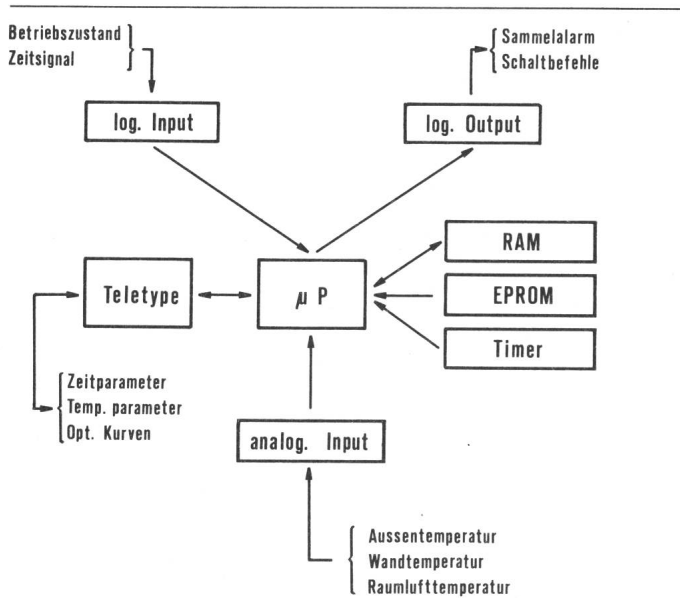 Betriebszustand
Zeitsignal
Sammelalarm
Schaltbefehle
log. Input
log. Output
RAM
Teletype
µ P
EPROM
Timer
Zeitparameter
Temp. parameter
Opt. Kurven
analog. Input
Aussentemperatur
Wandtemperatur
Raumlufttemperatur